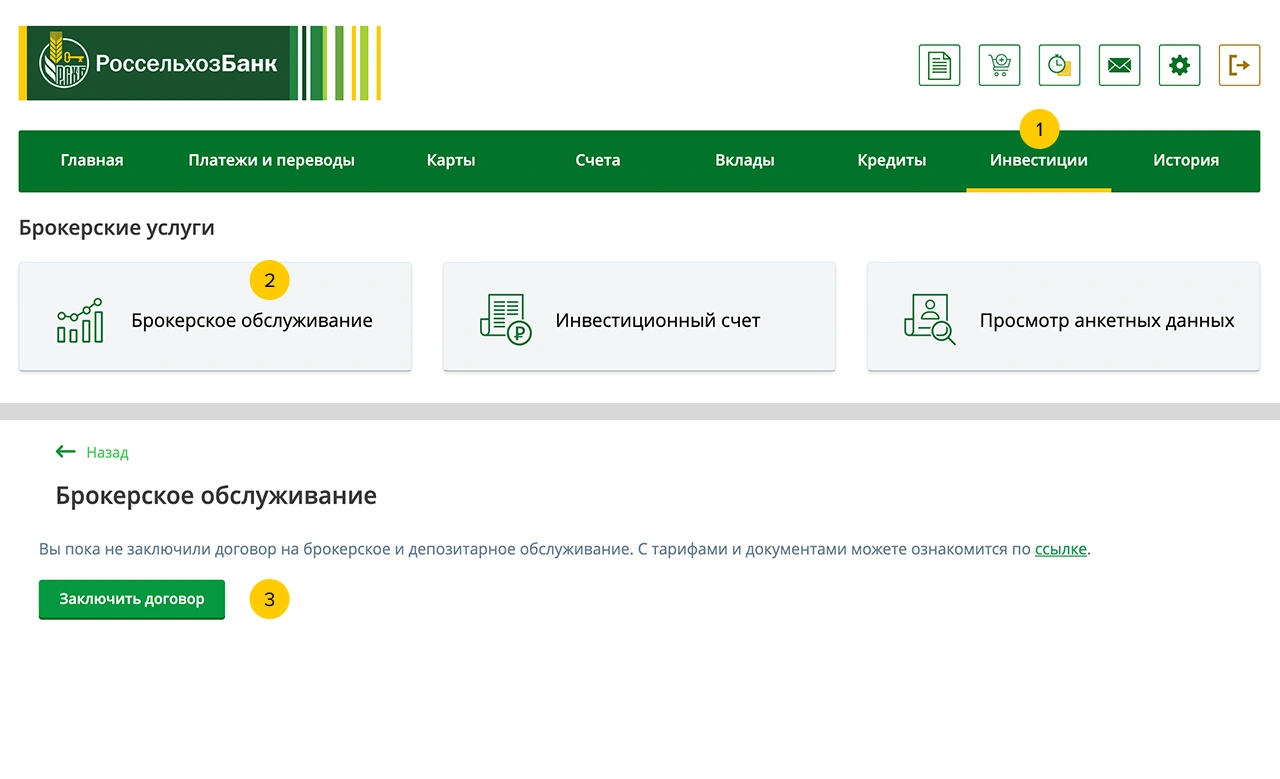 РСХБ
РоссельхозБанк
1
Главная Платежи и переводы Карты Счета Вклады Кредиты Инвестиции История
Брокерские услуги
2
Брокерское обслуживание Инвестиционный счет Просмотр анкетных данных
Назад
Брокерское обслуживание
Вы пока не заключили договор на брокерское и депозитарное обслуживание. С тарифами и документами можете ознакомится по ссылке.
Заключить договор 3